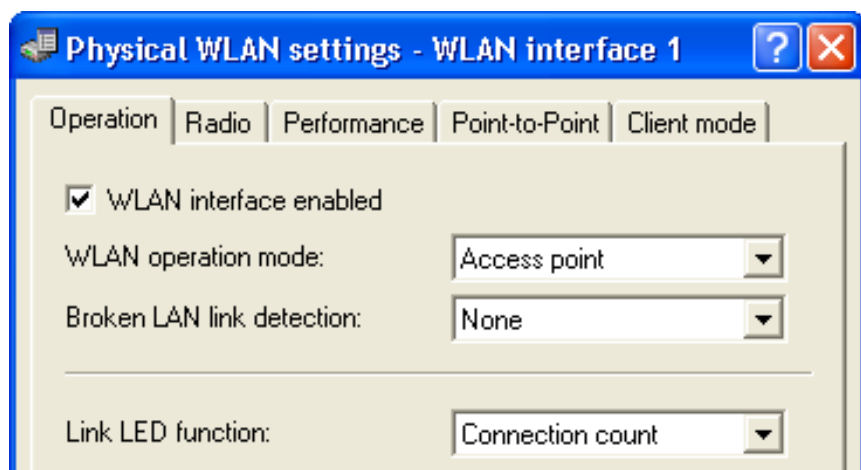 Physical WLAN settings - WLAN interface 1 ?
Operation Radio Performance Point-to-Point Client mode
WLAN interface enabled
WLAN operation mode: Access point
Broken LAN link detection: None
Link LED function: Connection count